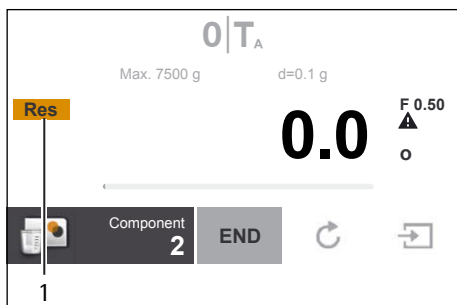 0|TA
Max. 7500 g d=0.1 g
Res
0.0
F 0.50
o
Component
2
END
1